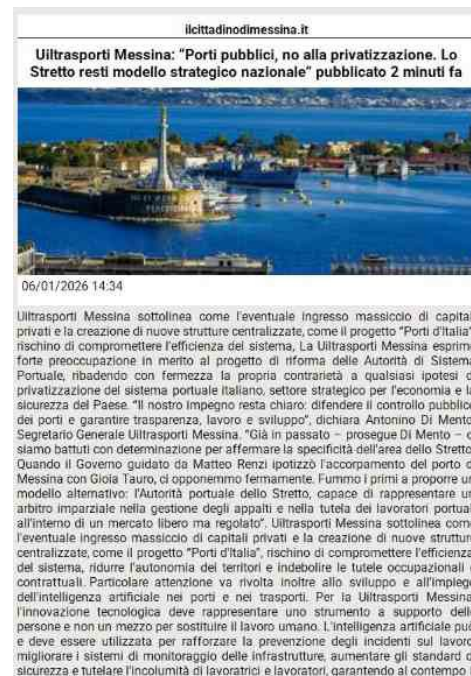 ilcittadinodimessina.it
Uiltrasporti Messina: “Porti pubblici, no alla privatizzazione. Lo
Stretto resti modello strategico nazionale” pubblicato 2 minuti fa
06/01/2026 14:34
Uiltrasporti Messina sottolinea come l'eventuale ingresso massiccio di capital
privati e la creazione di nuove strutture centralizzate, come il progetto “Porti d'Italia”
rischino di compromettere l'efficienza del sistema, La Uiltrasporti Messina esprim
forte preoccupazione in merito al progetto di riforma delle Autorità di Sistema
Portuale, ribadendo con fermezza la propria contrarietà a qualsiasi ipotesi d
privatizzazione del sistema portuale italiano, settore strategico per l'economia e la
sicurezza del Paese. “Il nostro impegno resta chiaro: difendere il controllo pubblico
dei porti e garantire trasparenza, lavoro e sviluppo”, dichiara Antonino Di Mento
Segretario Generale Uiltrasporti Messina. “Già in passato – prosegue Di Mento – c
siamo battuti con determinazione per affermare la specificità dell'area dello Stretto
Quando il Governo guidato da Matteo Renzi ipotizzò l'accorpamento del porto d
Messina con Gioia Tauro, ci opponemmo fermamente. Fummo i primi a proporre un
modello alternativo: l'Autorità portuale dello Stretto, capace di rappresentare un
arbitro imparziale nella gestione degli appalti e nella tutela dei lavoratori portual
all'interno di un mercato libero ma regolato”. Uiltrasporti Messina sottolinea come
l'eventuale ingresso massiccio di capitali privati e la creazione di nuove struttur
centralizzate, come il progetto “Porti d'Italia”, rischino di compromettere l'efficienza
del sistema, ridurre l'autonomia dei territori e indebolire le tutele occupazionali e
contrattuali. Particolare attenzione va rivolta inoltre allo sviluppo e all'impiego
dell'intelligenza artificiale nei porti e nei trasporti. Per la Uiltrasporti Messina
l'innovazione tecnologica deve rappresentare uno strumento a supporto delle
persone e non un mezzo per sostituire il lavoro umano. L'intelligenza artificiale può
e deve essere utilizzata per rafforzare la prevenzione degli incidenti sul lavoro
migliorare i sistemi di monitoraggio delle infrastrutture, aumentare gli standard d
sicurezza e tutelare l'incolumità di lavoratrici e lavoratori, garantendo al contempo i